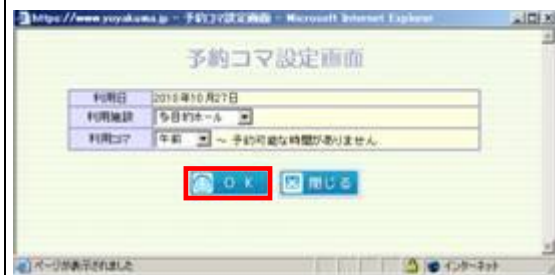 https://www.yoyakuma.jp - 予約コマ設定画面 - Microsoft Internet Explorer
予約コマ設定画面
利用日 2010年10月27日
利用施設 多目的ホール
利用コマ 午前 ~ 予約可能な時間がありません
OK 閉じる
ページが表示されました インターネット